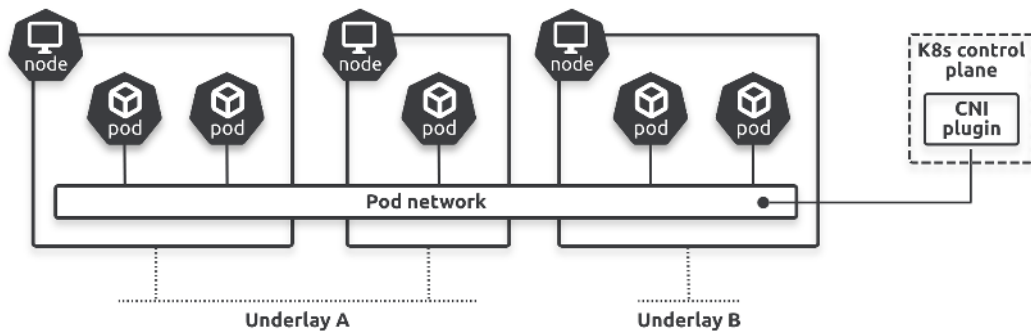 node
node
node
K8s control
plane
pod
pod
pod
pod
pod
CNI
plugin
Pod network
Underlay A
Underlay B